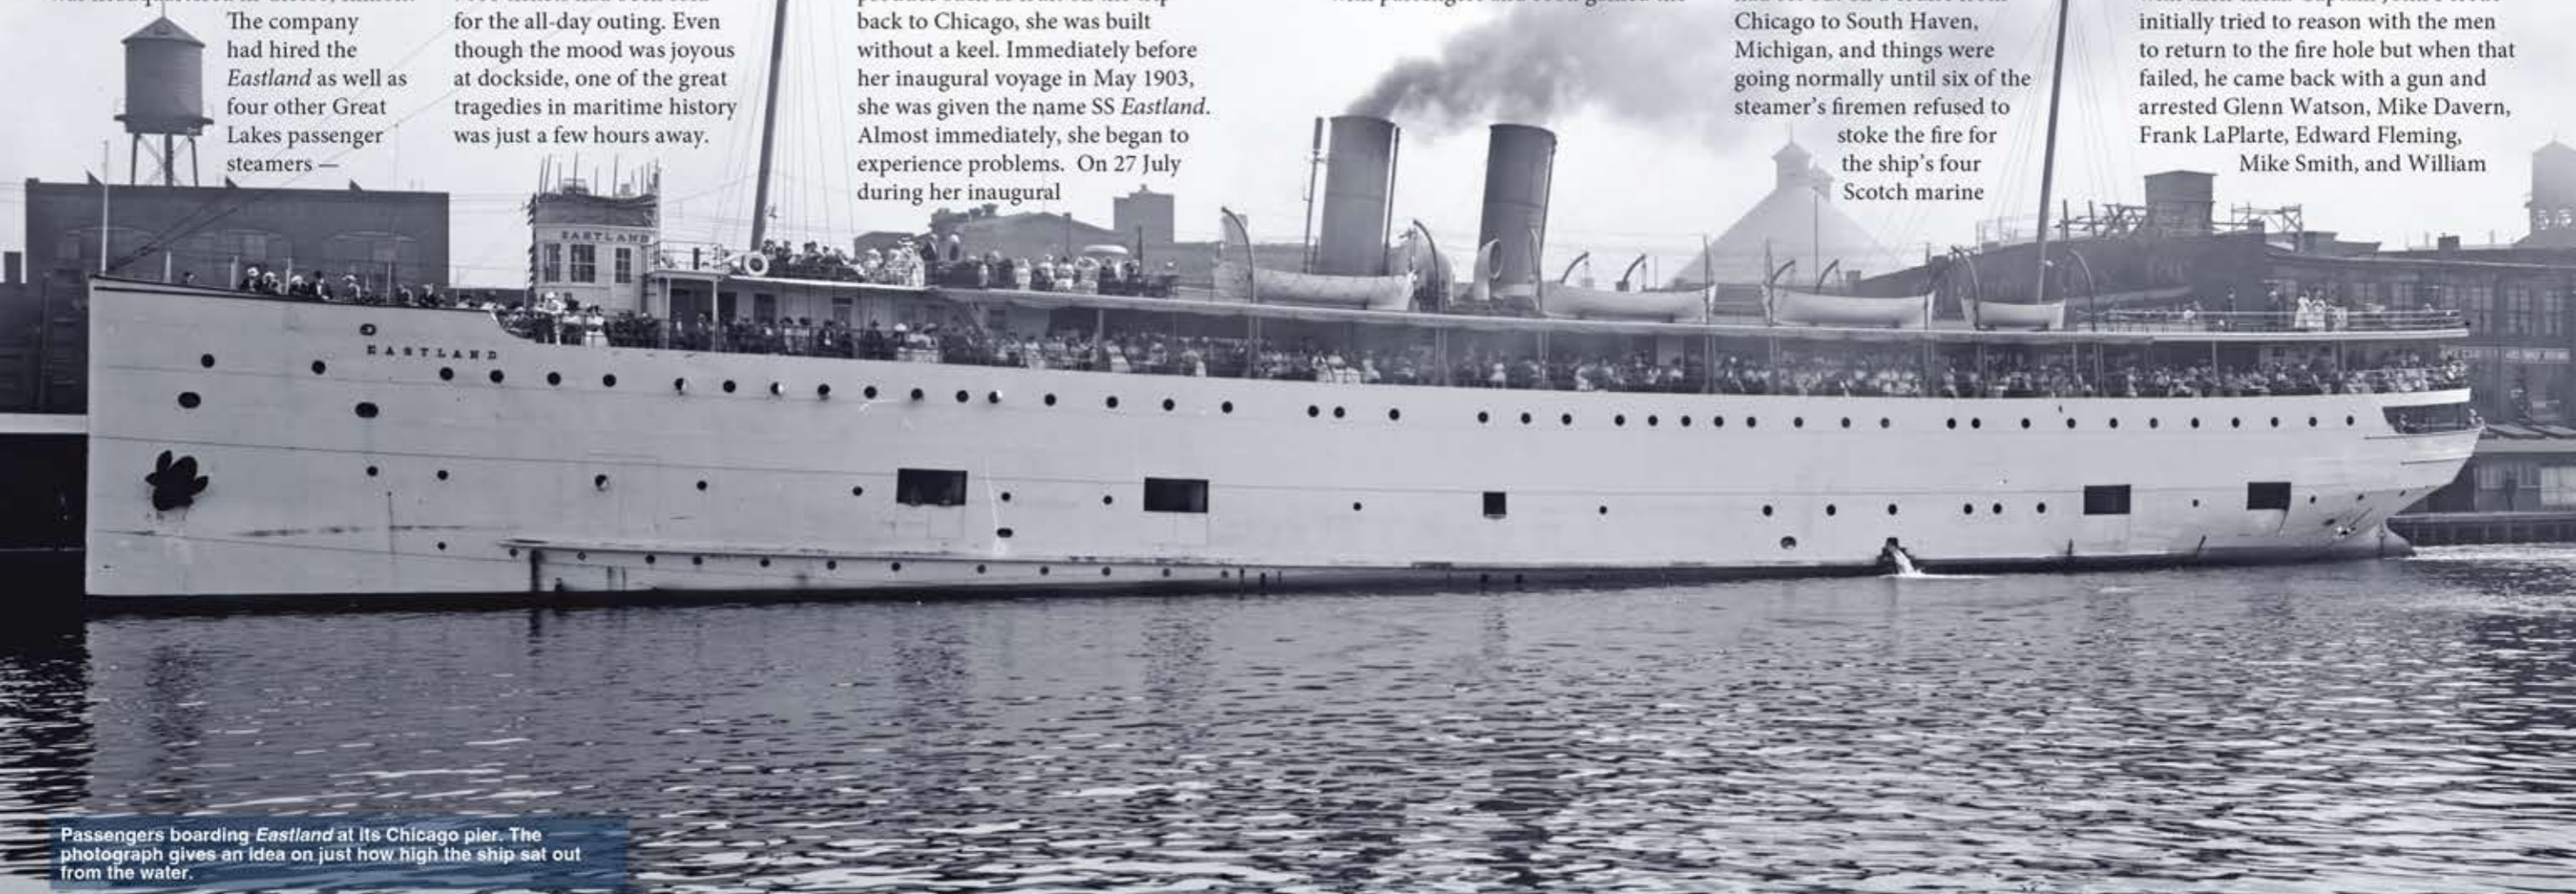 The company
had hired the
Eastland as well as
four other Great
Lakes passenger
steamers —
for the all-day outing. Even
though the mood was joyous
at dockside, one of the great
tragedies in maritime history
was just a few hours away.
back to Chicago, she was built
without a keel. Immediately before
her inaugural voyage in May 1903,
she was given the name SS Eastland.
Almost immediately, she began to
experience problems. On 27 July
during her inaugural
Chicago to South Haven,
Michigan, and things were
going normally until six of the
steamer's firemen refused to
stoke the fire for
the ship's four
Scotch marine
initially tried to reason with the men
to return to the fire hole but when that
failed, he came back with a gun and
arrested Glenn Watson, Mike Davern,
Frank LaPlarte, Edward Fleming,
Mike Smith, and William
EASTLAND
EASTLAND
Passengers boarding Eastland at its Chicago pier. The
photograph gives an idea on just how high the ship sat out
from the water.